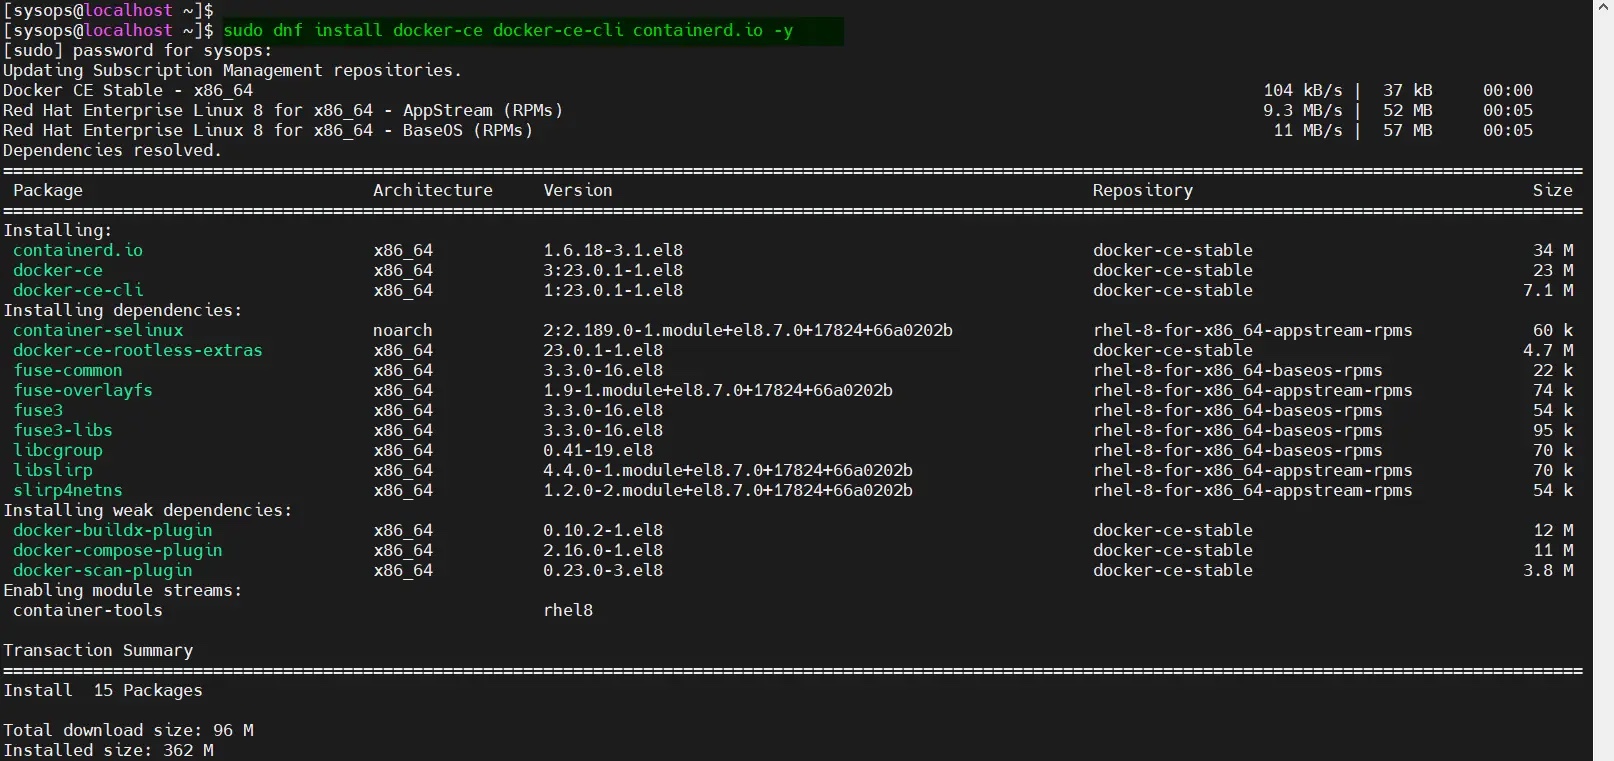 [sysops@localhost ~]$
[sysops@localhost ~]$ sudo dnf install docker-ce docker-ce-cli containerd.io -y
[sudo] password for sysops:
Updating Subscription Management repositories.
Docker CE Stable - x86_64 104 kB/s | 37 kB 00:00
Red Hat Enterprise Linux 8 for x86_64 - AppStream (RPMs) 9.3 MB/s | 52 MB 00:05
Red Hat Enterprise Linux 8 for x86_64 - BaseOS (RPMs) 11 MB/s | 57 MB 00:05
Dependencies resolved.
Package Architecture Version Repository Size
Installing:
containerd.io x86_64 1.6.18-3.1.el8 docker-ce-stable 34 M
docker-ce x86_64 3:23.0.1-1.el8 docker-ce-stable 23 M
docker-ce-cli x86_64 1:23.0.1-1.el8 docker-ce-stable 7.1 M
Installing dependencies:
container-selinux noarch 2:2.189.0-1.module+el8.7.0+17824+66a0202b rhel-8-for-x86_64-appstream-rpms 60 k
docker-ce-rootless-extras x86_64 23.0.1-1.el8 docker-ce-stable 4.7 M
fuse-common x86_64 3.3.0-16.el8 rhel-8-for-x86_64-baseos-rpms 22 k
fuse-overlayfs x86_64 1.9-1.module+el8.7.0+17824+66a0202b rhel-8-for-x86_64-appstream-rpms 74 k
fuse3 x86_64 3.3.0-16.el8 rhel-8-for-x86_64-baseos-rpms 54 k
fuse3-libs x86_64 3.3.0-16.el8 rhel-8-for-x86_64-baseos-rpms 95 k
libcgroup x86_64 0.41-19.el8 rhel-8-for-x86_64-baseos-rpms 70 k
libslirp x86_64 4.4.0-1.module+el8.7.0+17824+66a0202b rhel-8-for-x86_64-appstream-rpms 70 k
slirp4netns x86_64 1.2.0-2.module+el8.7.0+17824+66a0202b rhel-8-for-x86_64-appstream-rpms 54 k
Installing weak dependencies:
docker-buildx-plugin x86_64 0.10.2-1.el8 docker-ce-stable 12 M
docker-compose-plugin x86_64 2.16.0-1.el8 docker-ce-stable 11 M
docker-scan-plugin x86_64 0.23.0-3.el8 docker-ce-stable 3.8 M
Enabling module streams:
container-tools rhel8
Transaction Summary
Install 15 Packages
Total download size: 96 M
Installed size: 362 M